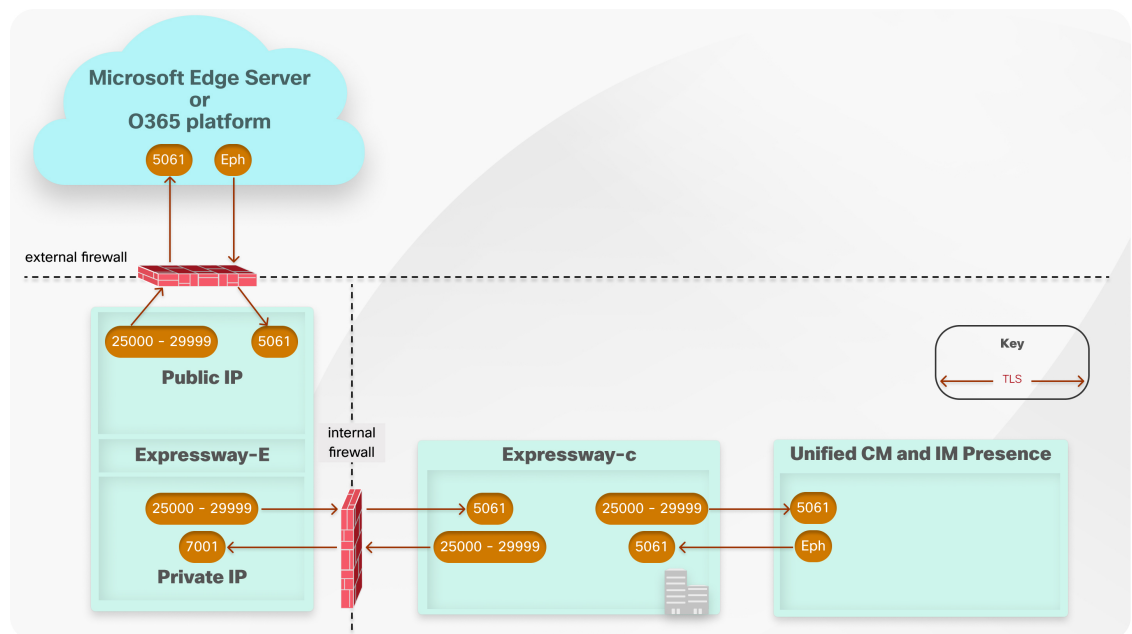 Microsoft Edge Server
or
O365 platform
5061
Eph
external firewall
25000 - 29999
5061
Public IP
Key
TLS
internal
firewall
Expressway-E
Expressway-c
Unified CM and IM Presence
25000 - 29999
5061
25000 - 29999
5061
7001
25000 - 29999
5061
Eph
Private IP